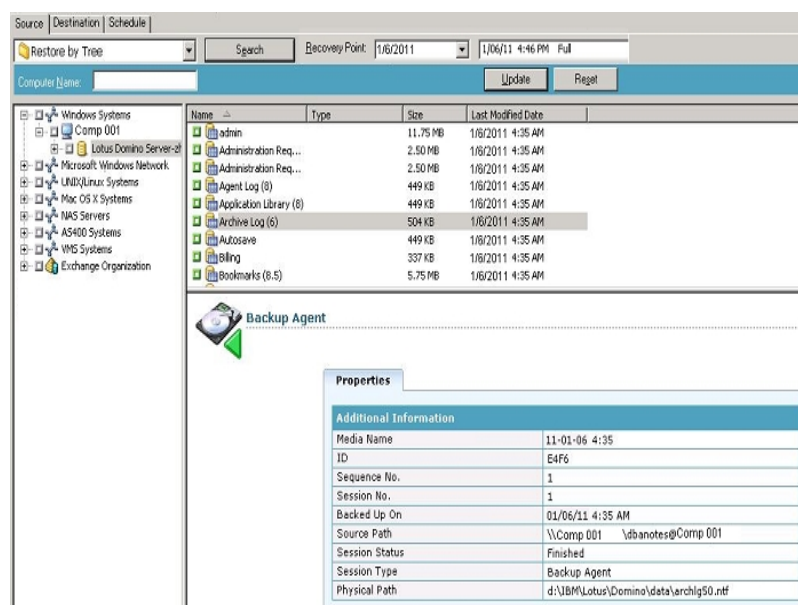 Source Destination Schedule
Restore by Tree Search Recovery Point: 1/6/2011 1/06/11 4:46 PM Full
Computer Name: Update Reset
Windows Systems
Comp 001
Lotus Domino Server-zh
Microsoft Windows Network
UNIX/Linux Systems
Mac OS X Systems
NAS Servers
AS400 Systems
VMS Systems
Exchange Organization
Name Type Size Last Modified Date
admin 11.75 MB 1/6/2011 4:35 AM
Administration Req... 2.50 MB 1/6/2011 4:35 AM
Administration Req... 2.50 MB 1/6/2011 4:35 AM
Agent Log (8) 449 KB 1/6/2011 4:35 AM
Application Library (8) 449 KB 1/6/2011 4:35 AM
Archive Log (6) 504 KB 1/6/2011 4:35 AM
Autosave 449 KB 1/6/2011 4:35 AM
Billing 337 KB 1/6/2011 4:35 AM
Bookmarks (8.5) 5.75 MB 1/6/2011 4:35 AM
Backup Agent
Properties
Additional Information
Media Name 11-01-06 4:35
ID E4F6
Sequence No. 1
Session No. 1
Backed Up On 01/06/11 4:35 AM
Source Path \\Comp 001 \dbanotes@Comp 001
Session Status Finished
Session Type Backup Agent
Physical Path d:\IBM\Lotus\Domino\data\archlg50.ntf